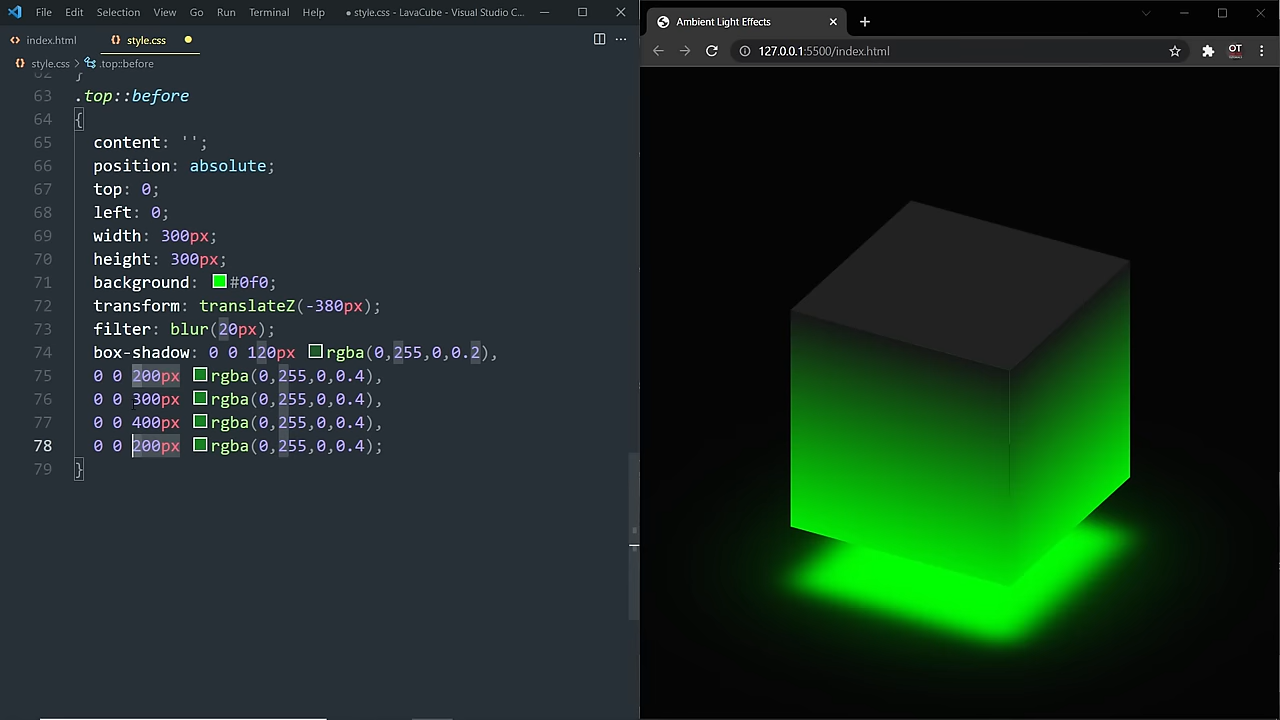 File Edit View Go Run Terminal Help ● style.css - LavaCube - Visual Studio C...
index.html style.css
style.css > .top::before
62 }
63 .top::before
64 {
65 content: '';
66 position: absolute;
67 top: 0;
68 left: 0;
69 width: 300px;
70 height: 300px;
71 background: #0f0;
72 transform: translateZ(-380px);
73 filter: blur(20px);
74 box-shadow: 0 0 120px rgba(0,255,0,0.2),
75 0 0 200px rgba(0,255,0,0.4),
76 0 0 300px rgba(0,255,0,0.4),
77 0 0 400px rgba(0,255,0,0.4),
78 0 0 200px rgba(0,255,0,0.4);
79 }
Ambient Light Effects
127.0.0.1:5500/index.html
OT